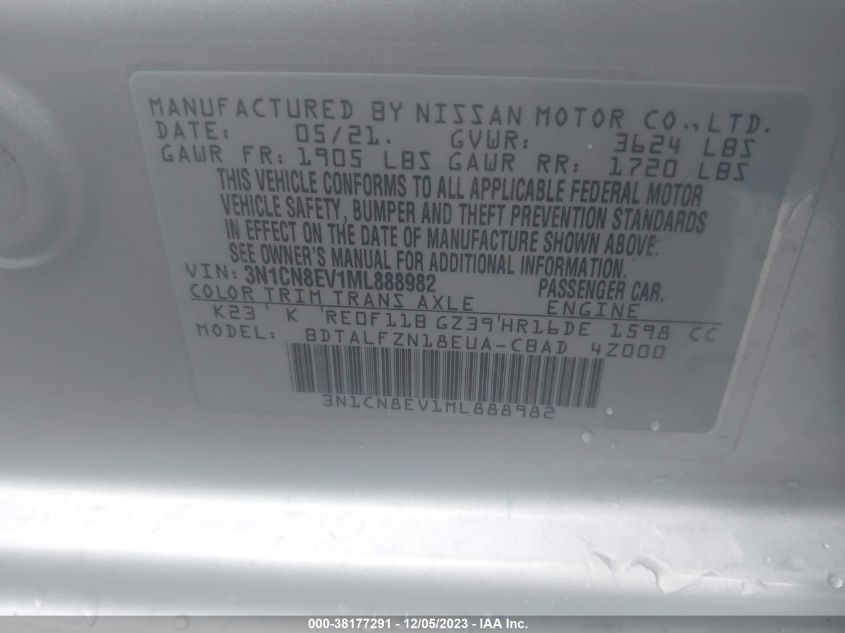 MANUFACTURED BY NISSAN MOTOR CO., LTD.
DATE: 05/21. GVWR: 3624 LBS
GAWR FR: 1905 LBS GAWR RR: 1720 LBS
THIS VEHICLE CONFORMS TO ALL APPLICABLE FEDERAL MOTOR
VEHICLE SAFETY, BUMPER AND THEFT PREVENTION STANDARDS
IN EFFECT ON THE DATE OF MANUFACTURE SHOWN ABOVE.
SEE OWNER'S MANUAL FOR ADDITIONAL INFORMATION.
VIN: 3N1CN8EV1ML888982 PASSENGER CAR.
COLOR TRIM TRANS AXLE ENGINE
K23 K RE0F11B GZ39 HR16DE 1598 CC
MODEL: BDTALFZN18EUA-CBAD 4Z000
3N1CN8EV1ML888982
000-38177291 - 12/05/2023 - IAA Inc.